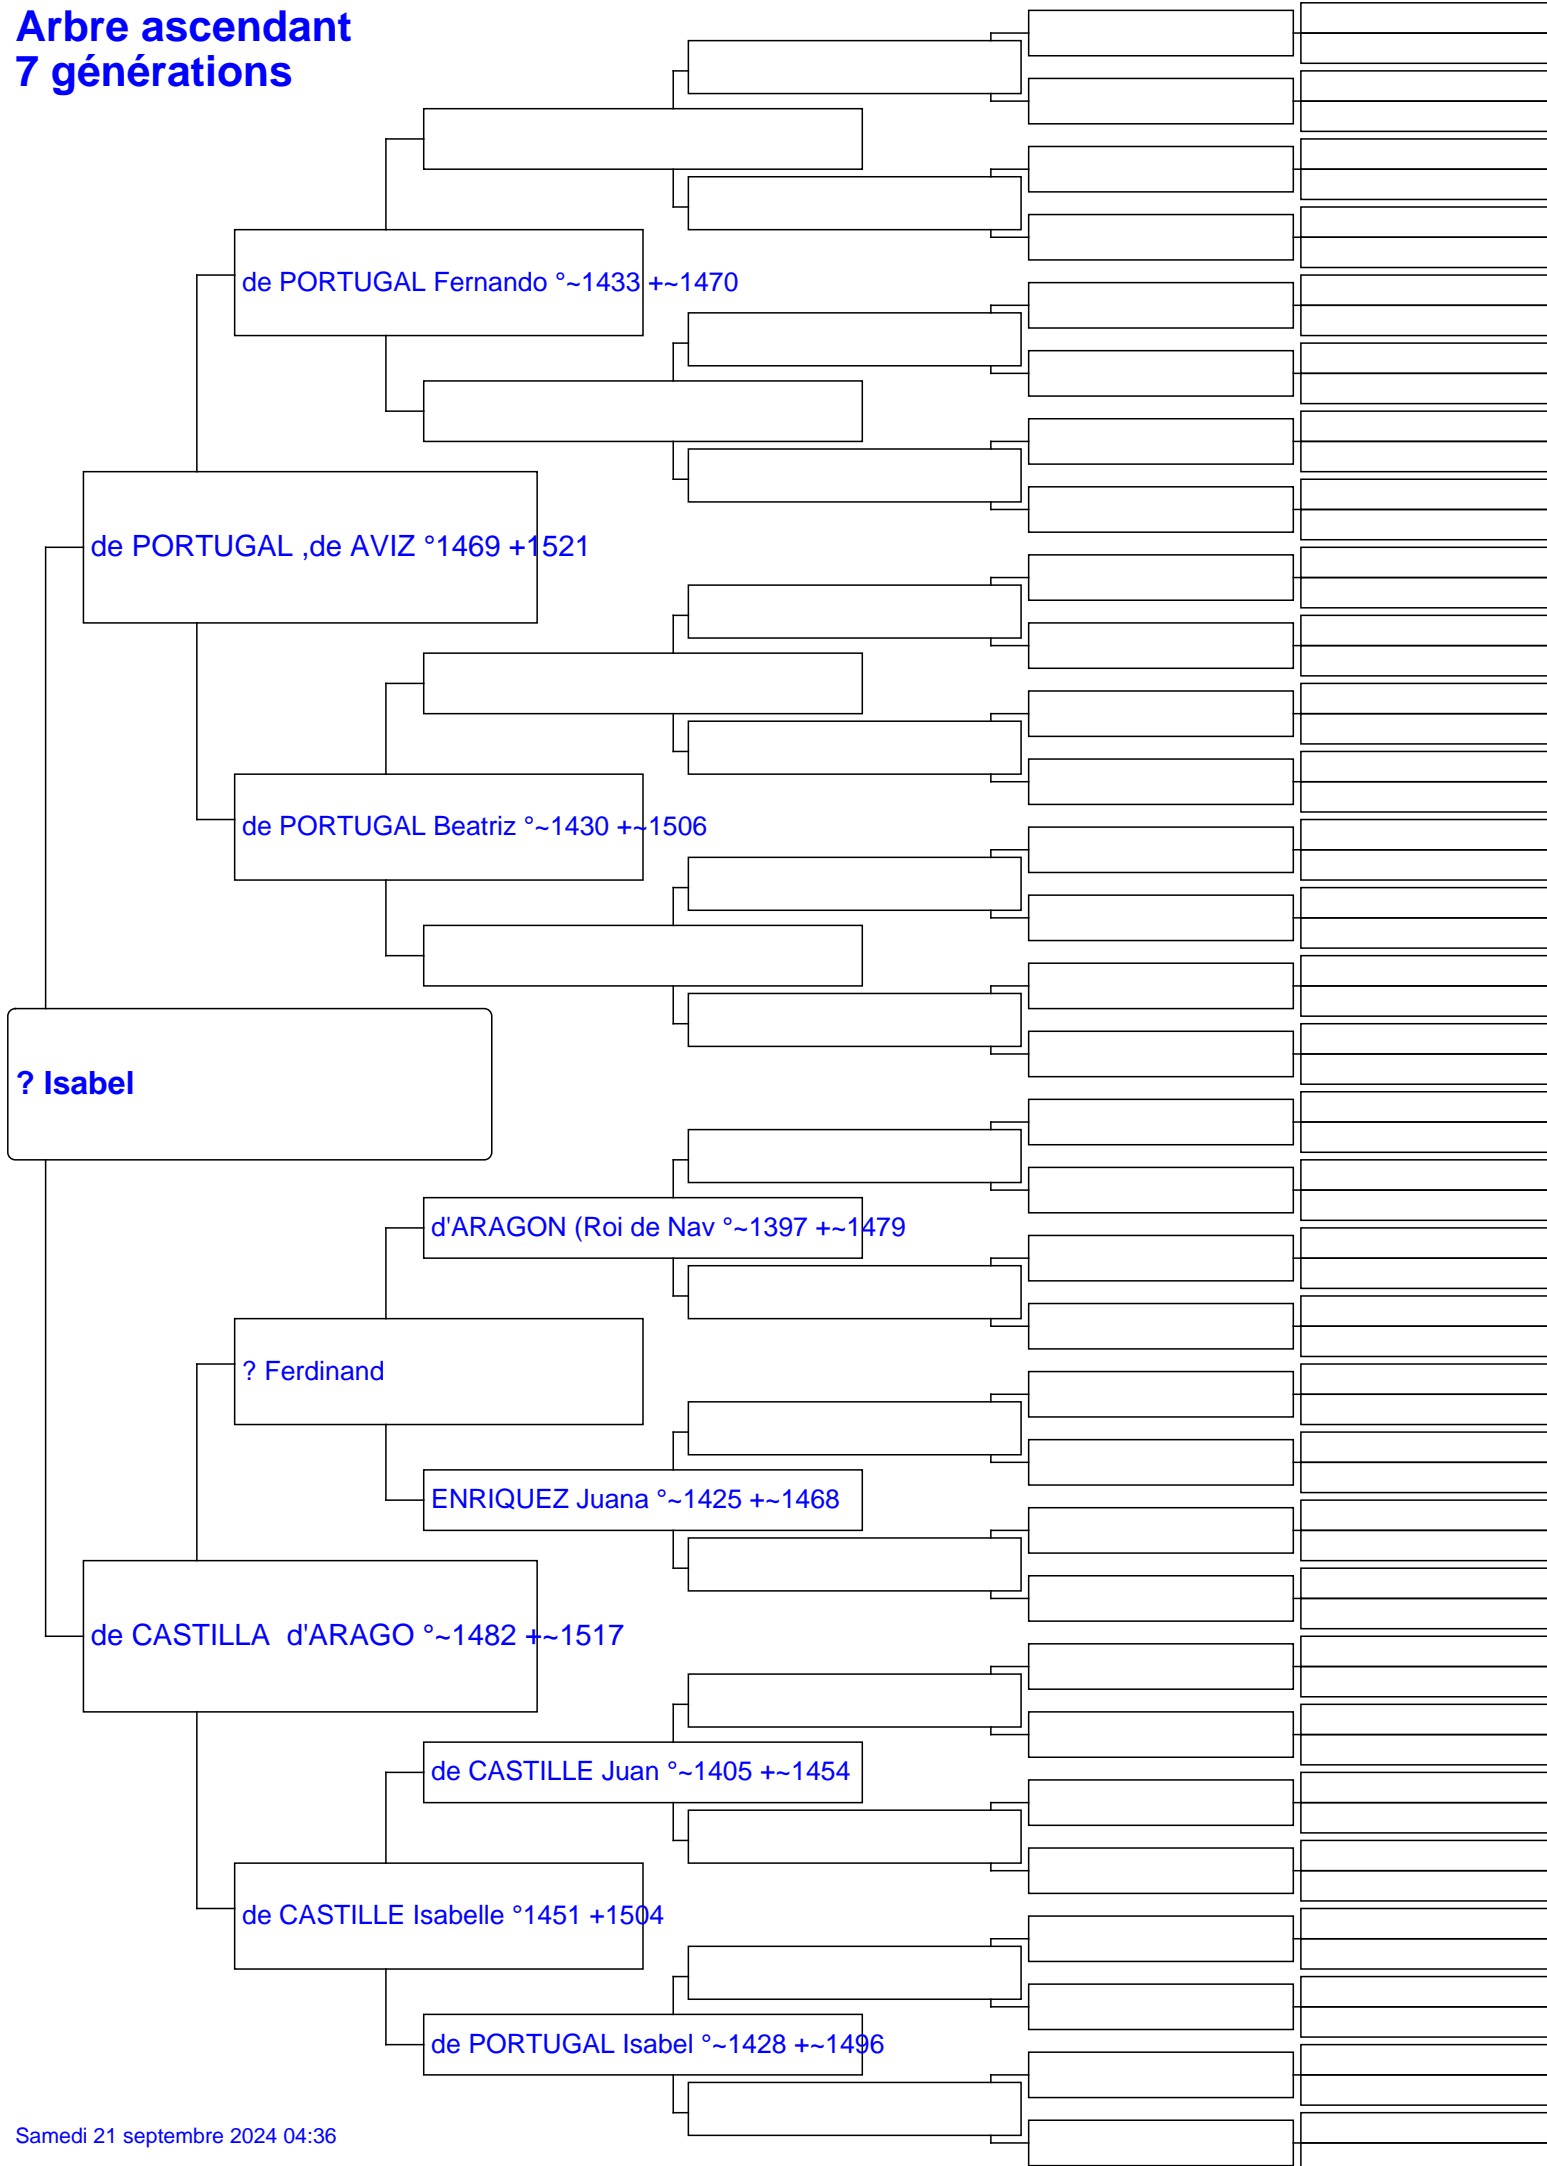 Arbre ascendant
7 générations
de PORTUGAL Fernando °~1433 +~1470
de PORTUGAL ,de AVIZ °1469 +1521
de PORTUGAL Beatriz °~1430 +~1506
? Isabel
d'ARAGON (Roi de Nav °~1397 +~1479
? Ferdinand
ENRIQUEZ Juana °~1425 +~1468
de CASTILLA  d'ARAGO °~1482 +~1517
de CASTILLE Juan °~1405 +~1454
de CASTILLE Isabelle °1451 +1504
de PORTUGAL Isabel °~1428 +~1496
Samedi 21 septembre 2024 04:36